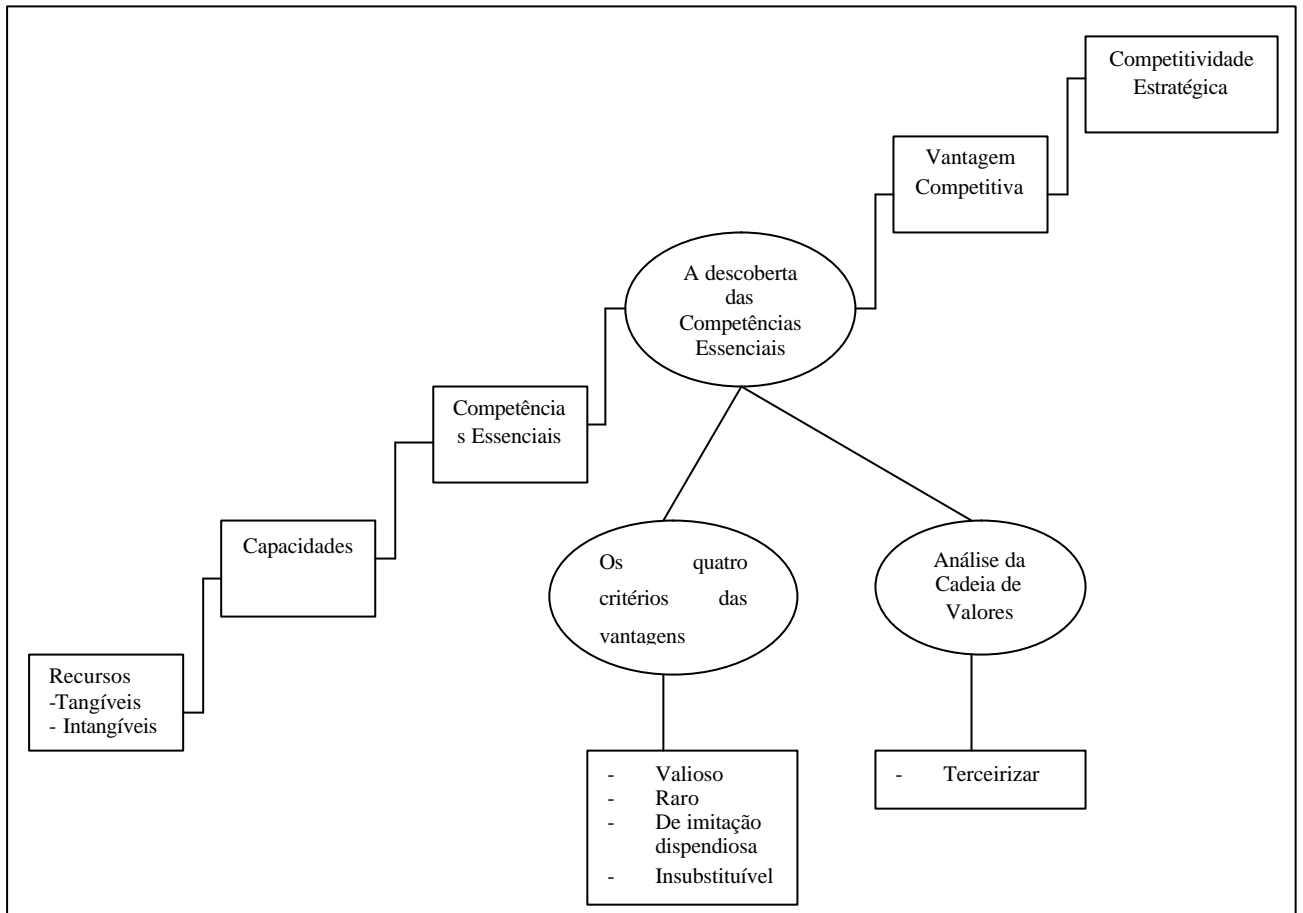 Competitividade
Estratégica
Vantagem
Competitiva
A descoberta
das
Competências
Essenciais
Competência
s Essenciais
Capacidades
Recursos
-Tangíveis
- Intangíveis
Os quatro
critérios das
vantagens
Análise da
Cadeia de
Valores
- Valioso
- Raro
- De imitação
dispendiosa
- Insubstituível
- Terceirizar